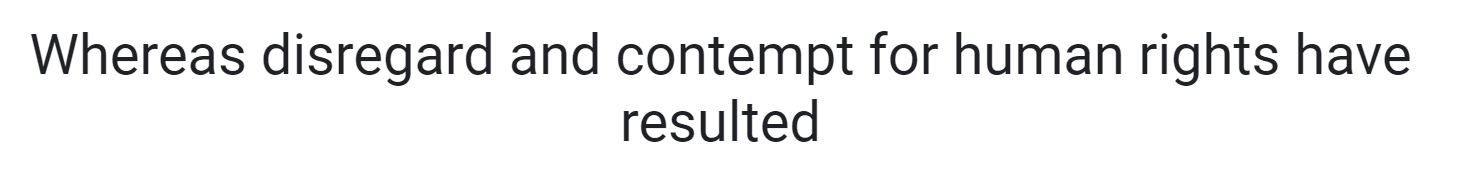 Whereas disregard and contempt for human rights have
resulted